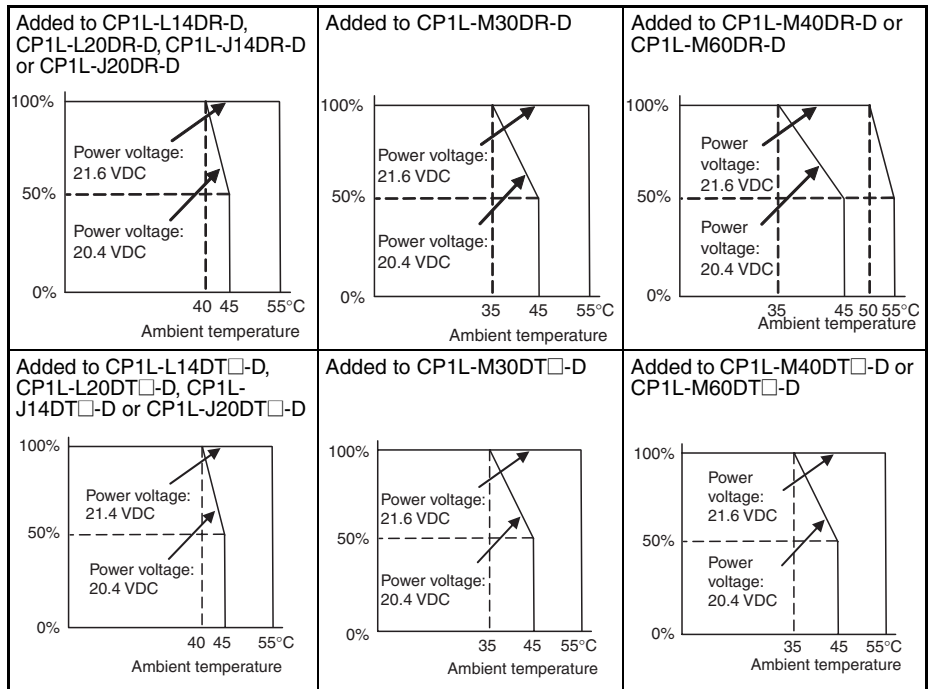 Added to CP1L-L14DR-D,
CP1L-L20DR-D, CP1L-J14DR-D
or CP1L-J20DR-D
100%
50%
0%
Power voltage:
21.6 VDC
Power voltage:
20.4 VDC
40 45 55°C
Ambient temperature
Added to CP1L-M30DR-D
100%
50%
0%
Power voltage:
21.6 VDC
Power voltage:
20.4 VDC
35 45 55°C
Ambient temperature
Added to CP1L-M40DR-D or
CP1L-M60DR-D
100%
50%
0%
Power
voltage:
21.6 VDC
Power
voltage:
20.4 VDC
35 45 50 55°C
Ambient temperature
Added to CP1L-L14DT□-D,
CP1L-L20DT□-D, CP1L-
J14DT□-D or CP1L-J20DT□-D
100%
50%
0%
Power voltage:
21.4 VDC
Power voltage:
20.4 VDC
40 45 55°C
Ambient temperature
Added to CP1L-M30DT□-D
100%
50%
0%
Power voltage:
21.6 VDC
Power voltage:
20.4 VDC
35 45 55°C
Ambient temperature
Added to CP1L-M40DT□-D or
CP1L-M60DT□-D
100%
50%
0%
Power
voltage:
21.6 VDC
Power
voltage:
20.4 VDC
35 45 55°C
Ambient temperature